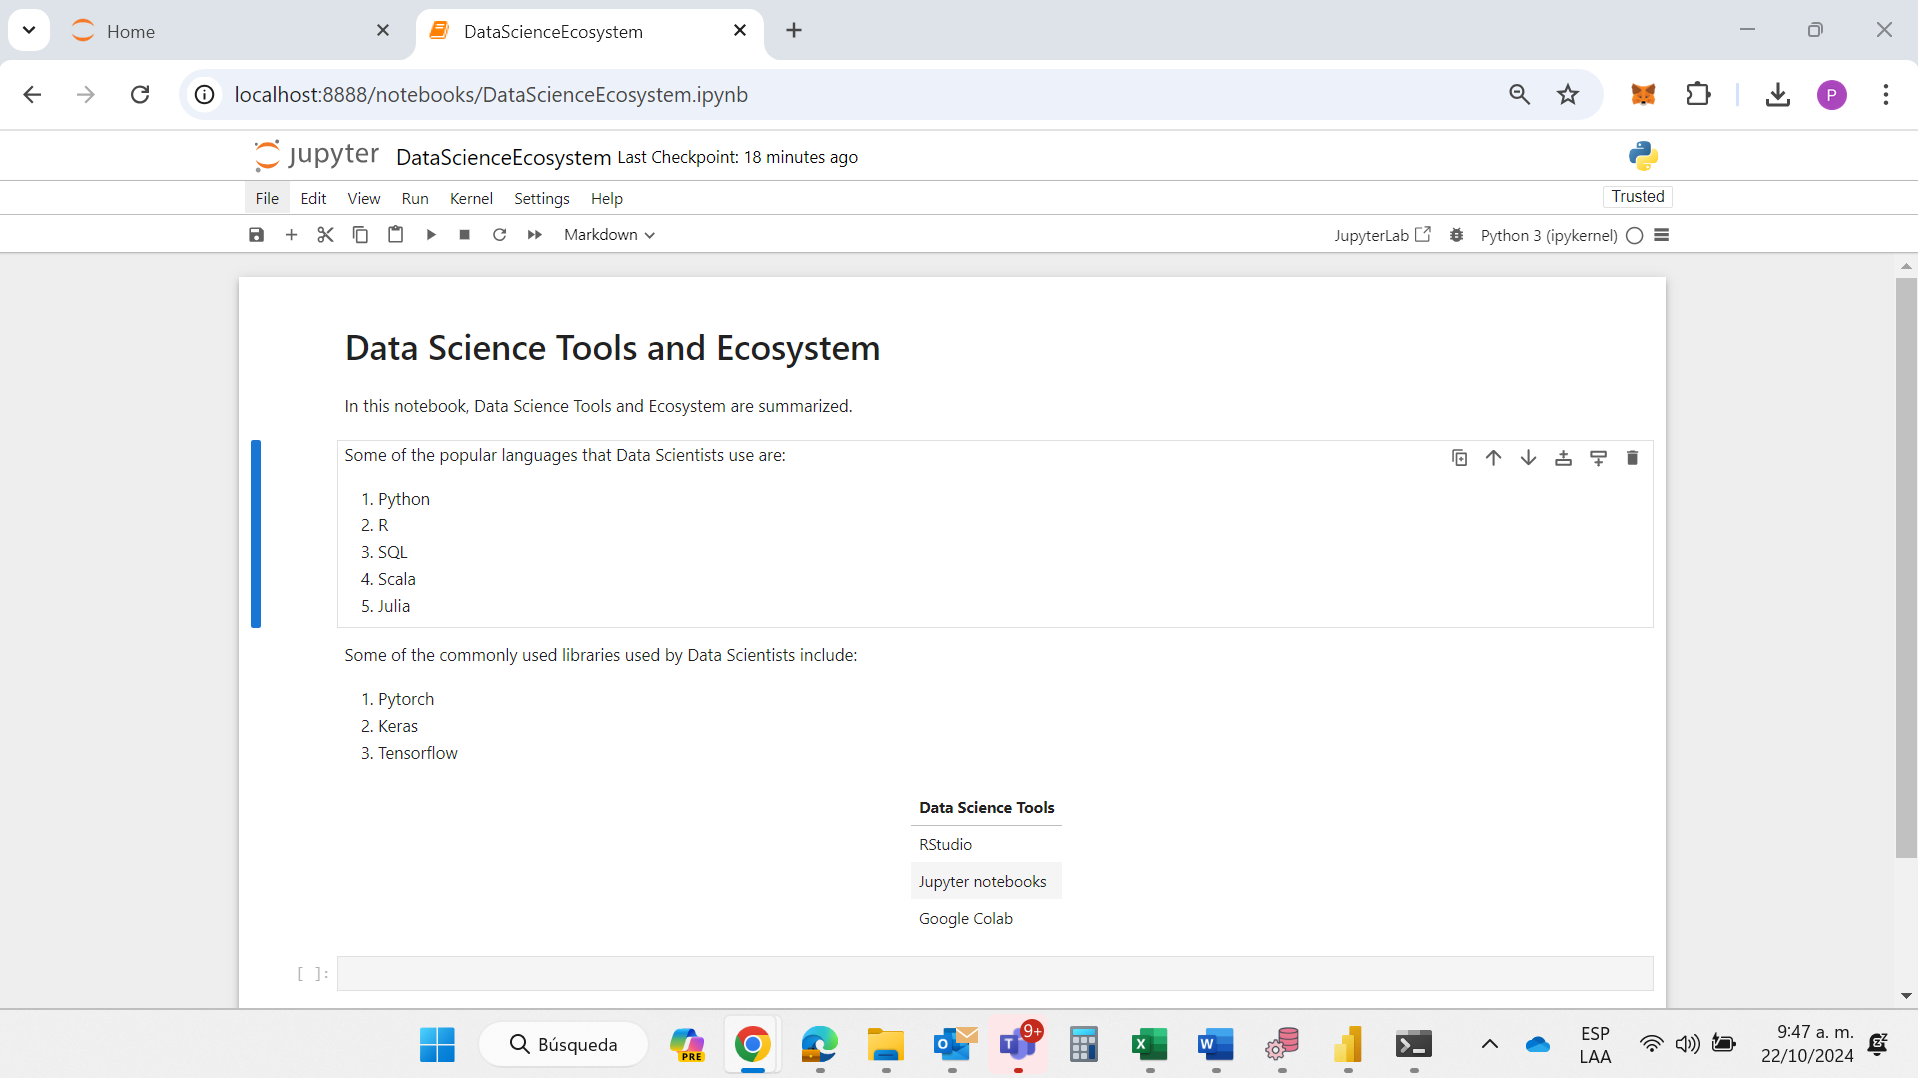 Home
DataScienceEcosystem
localhost:8888/notebooks/DataScienceEcosystem.ipynb
P
jupyter DataScienceEcosystem Last Checkpoint: 18 minutes ago
File Edit View Run Kernel Settings Help
Trusted
Markdown
JupyterLab
Python 3 (ipykernel)
Data Science Tools and Ecosystem
In this notebook, Data Science Tools and Ecosystem are summarized.
Some of the popular languages that Data Scientists use are:
1. Python
2. R
3. SQL
4. Scala
5. Julia
Some of the commonly used libraries used by Data Scientists include:
1. Pytorch
2. Keras
3. Tensorflow
Data Science Tools
RStudio
Jupyter notebooks
Google Colab
[ ]:
Búsqueda
PRE
O
T
9+
X
W
ESP
LAA
9:47 a. m.
22/10/2024